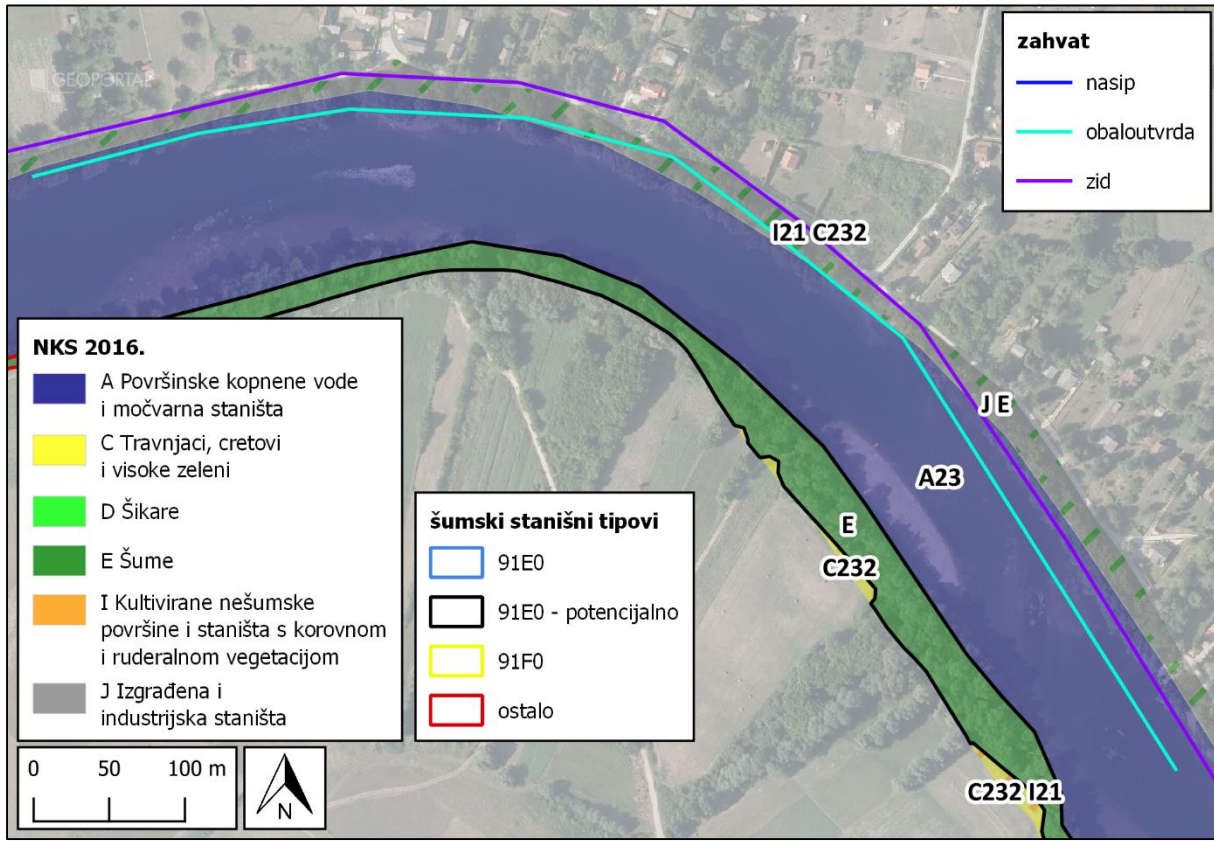 GEOPORTAL
zahvat
nasip
obaloutvrda
zid
I21 C232
J E
A23
E
C232
C232 I21
NKS 2016.
A Površinske kopnene vode
i močvarna staništa
C Travnjaci, cretovi
i visoke zeleni
D Šikare
E Šume
I Kultivirane nešumske
površine i staništa s korovnom
i ruderalnom vegetacijom
J Izgrađena i
industrijska staništa
šumski stanišni tipovi
91E0
91E0 - potencijalno
91F0
ostalo
0 50 100 m
N